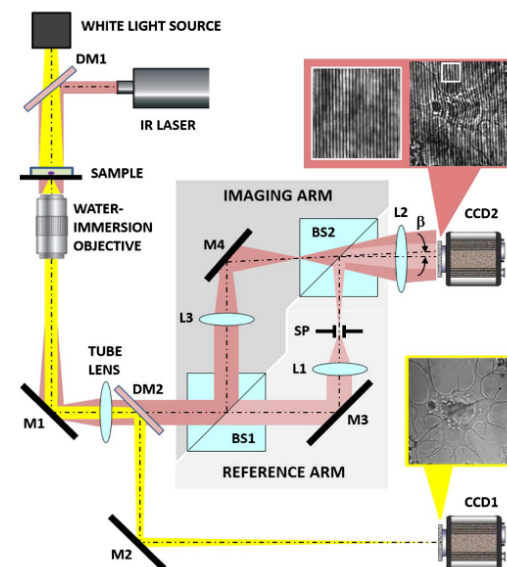 WHITE LIGHT SOURCE
DM1
IR LASER
SAMPLE
WATER-
IMMERSION
OBJECTIVE
IMAGING ARM
M4
BS2
L2
β
CCD2
L3
SP
TUBE
LENS
DM2
L1
M1
BS1
M3
REFERENCE ARM
CCD1
M2